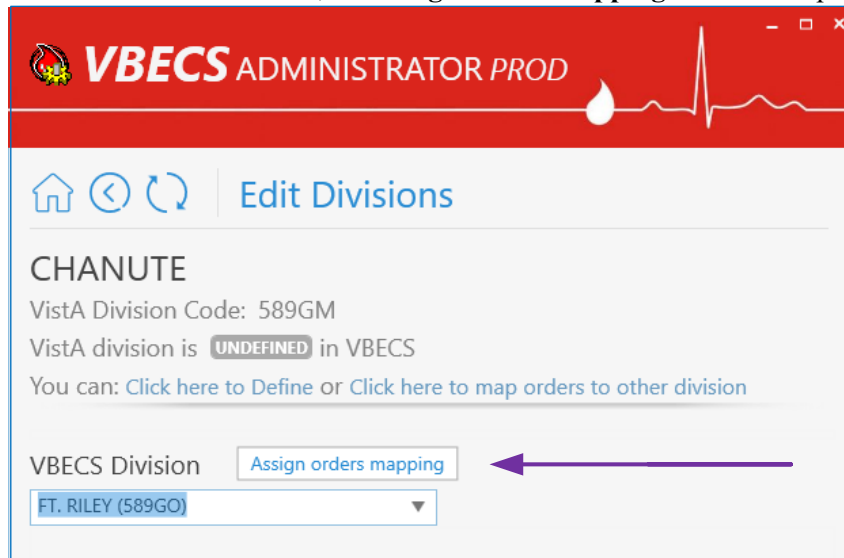 VBECS ADMINISTRATOR PROD
Edit Divisions
CHANUTE
VistA Division Code: 589GM
VistA division is UNDEFINED in VBECS
You can: Click here to Define or Click here to map orders to other division
VBECS Division Assign orders mapping
FT. RILEY (589GO)